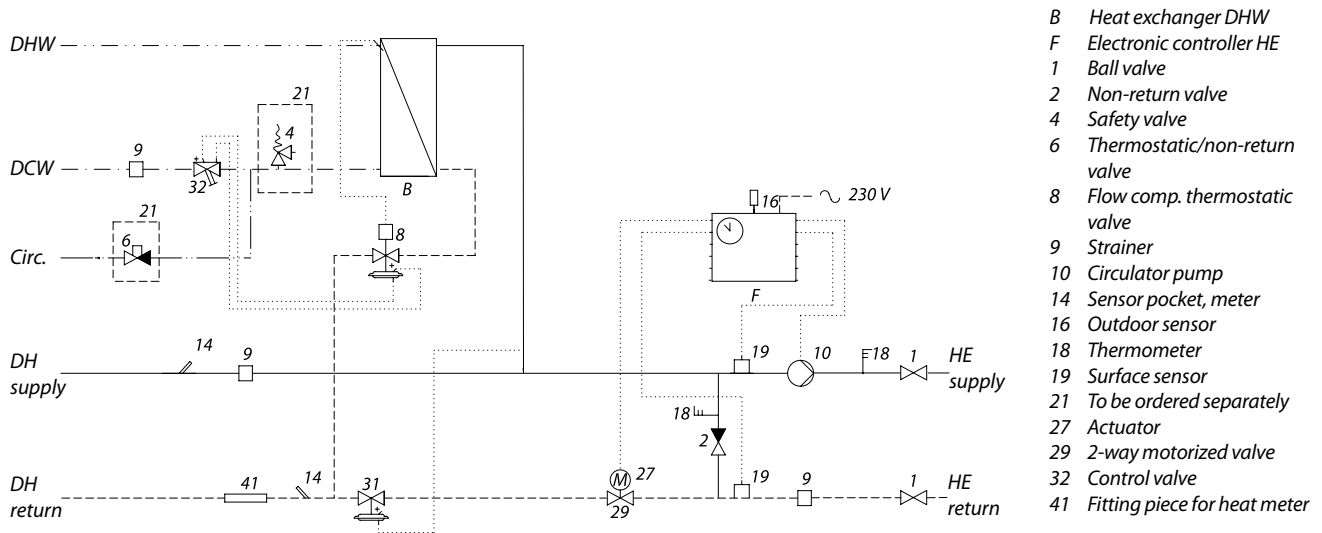 DHW
DCW
Circ.
DH
supply
DH
return
9
32
21
4
21
6
B
8
16
230 V
F
14
9
19
10
18
1
HE
supply
18
2
41
14
31
M
27
29
19
9
1
HE
return
B Heat exchanger DHW
F Electronic controller HE
1 Ball valve
2 Non-return valve
4 Safety valve
6 Thermostatic/non-return
valve
8 Flow comp. thermostatic
valve
9 Strainer
10 Circulator pump
14 Sensor pocket, meter
16 Outdoor sensor
18 Thermometer
19 Surface sensor
21 To be ordered separately
27 Actuator
29 2-way motorized valve
32 Control valve
41 Fitting piece for heat meter